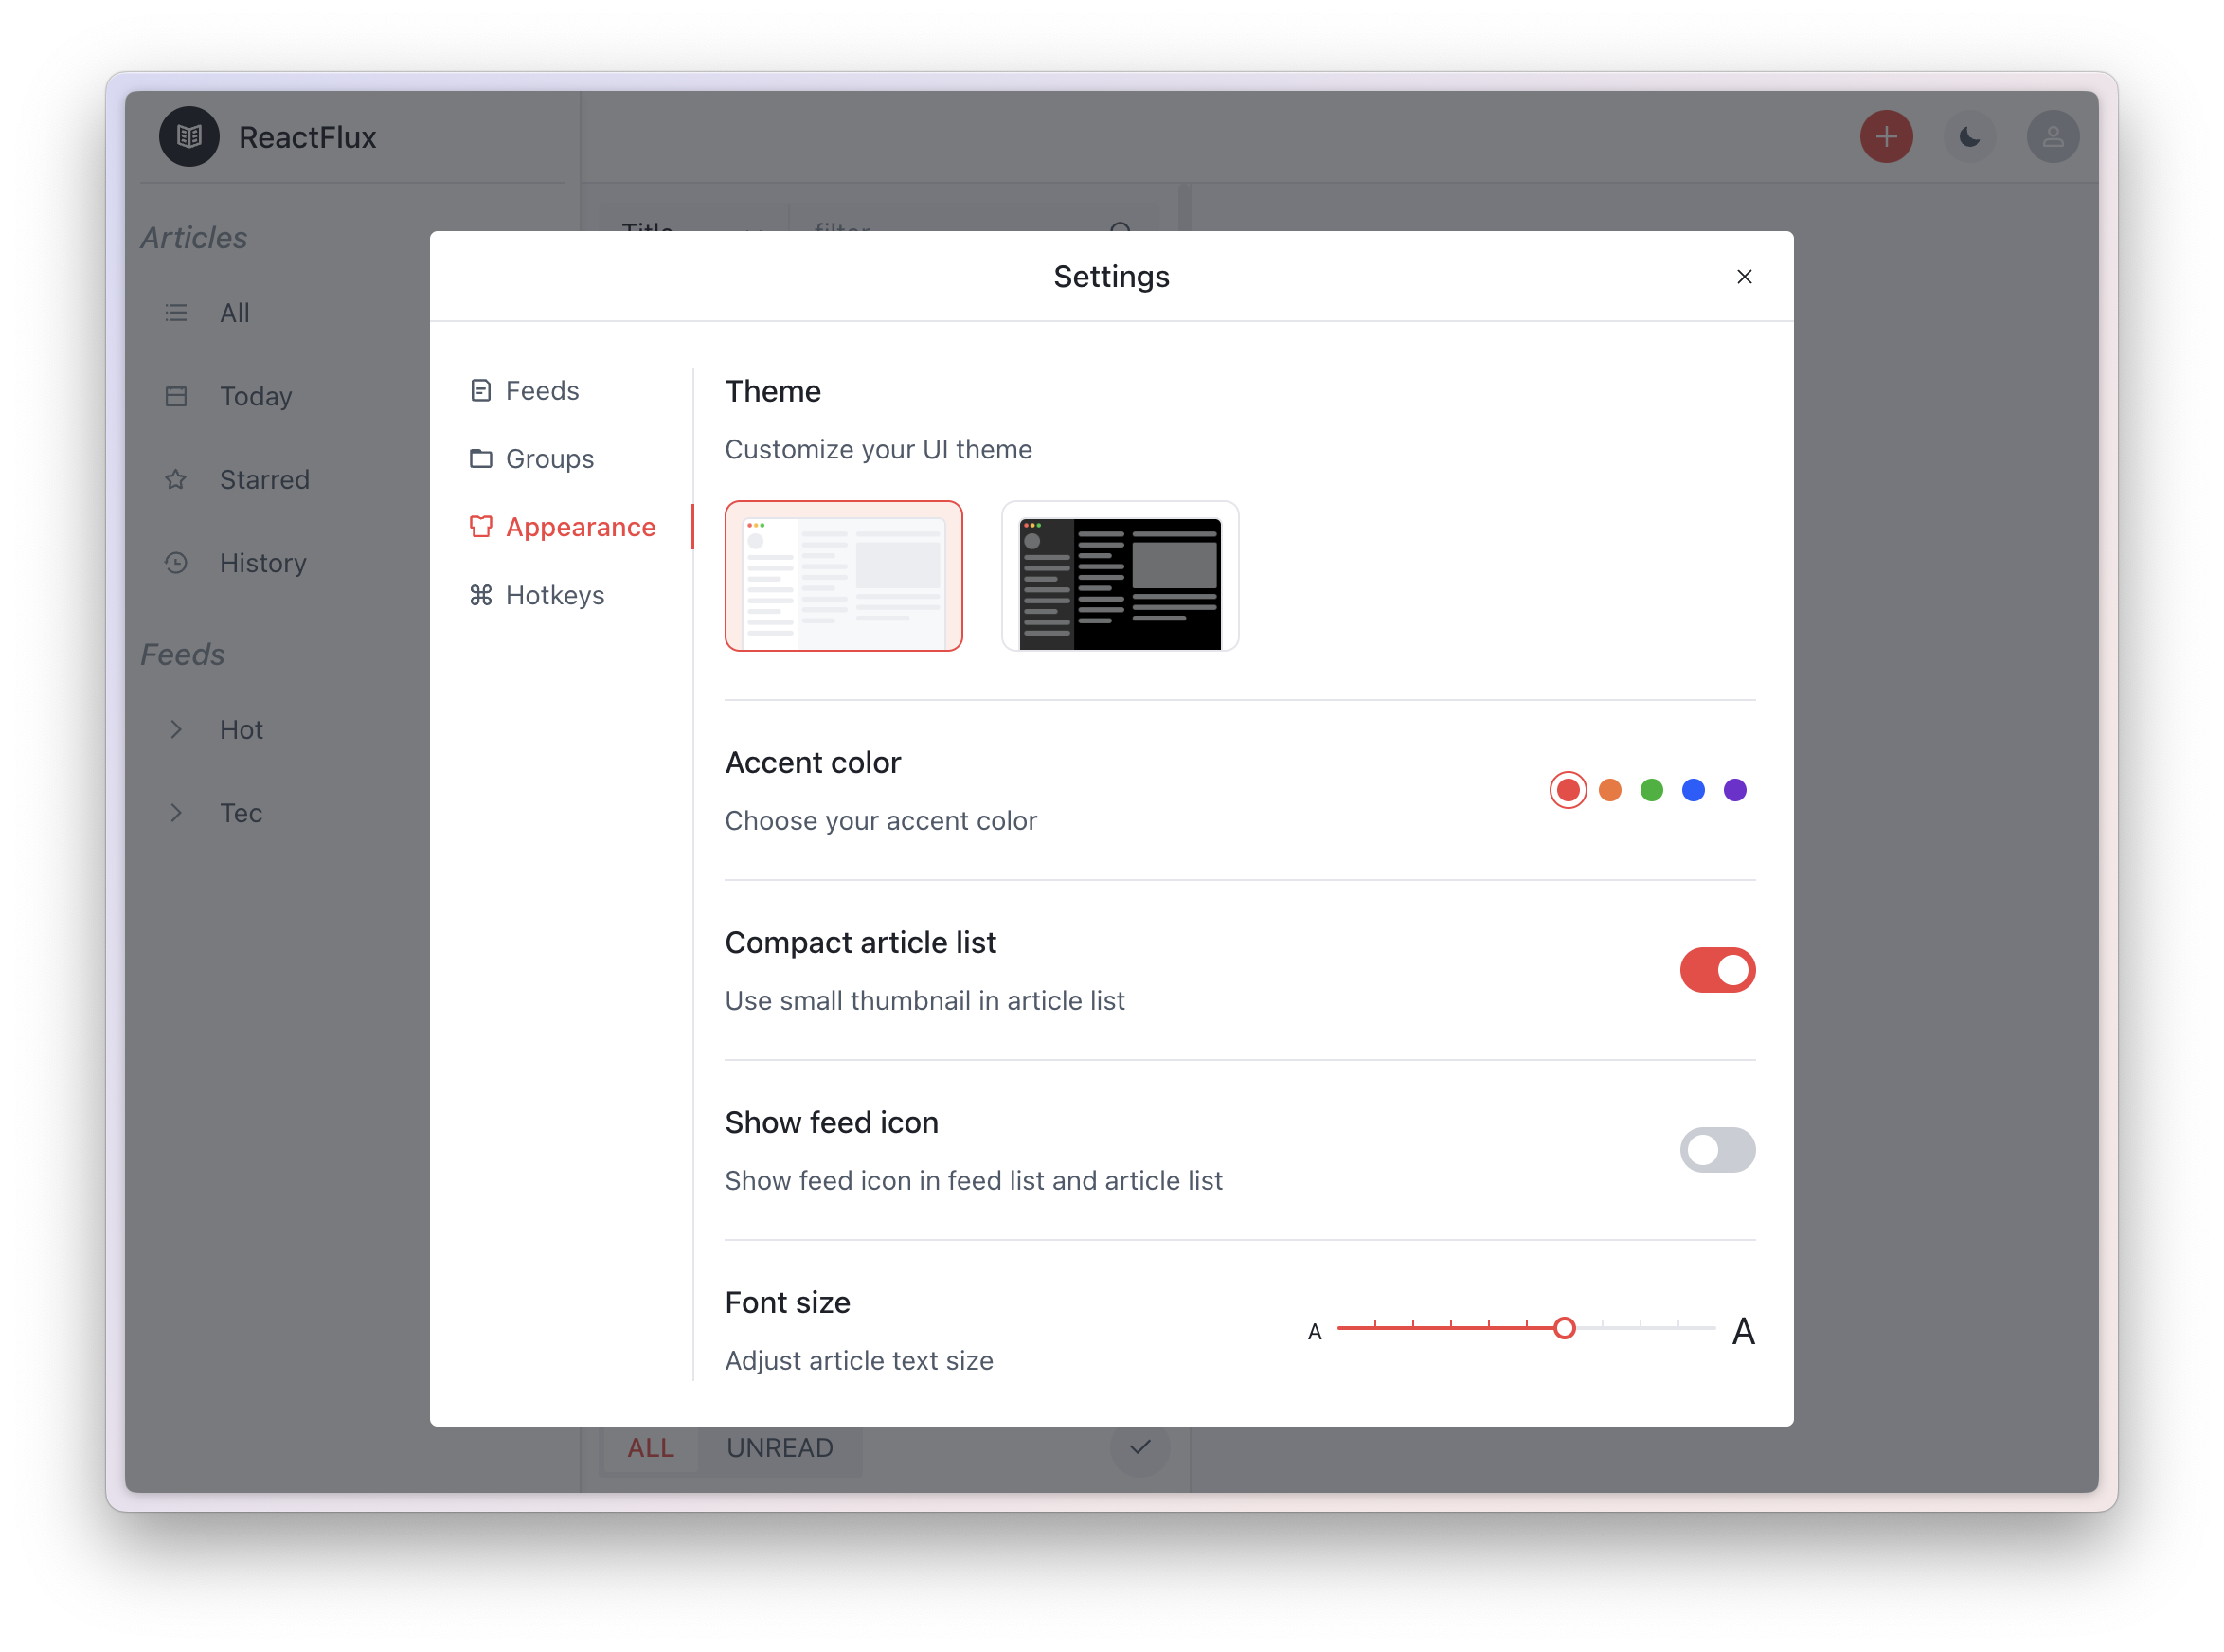 ReactFlux
Articles
All
Today
Starred
History
Feeds
Hot
Tec
Title
filter
Settings
Feeds
Groups
Appearance
Hotkeys
Theme
Customize your UI theme
Accent color
Choose your accent color
Compact article list
Use small thumbnail in article list
Show feed icon
Show feed icon in feed list and article list
Font size
A A
Adjust article text size
ALL UNREAD